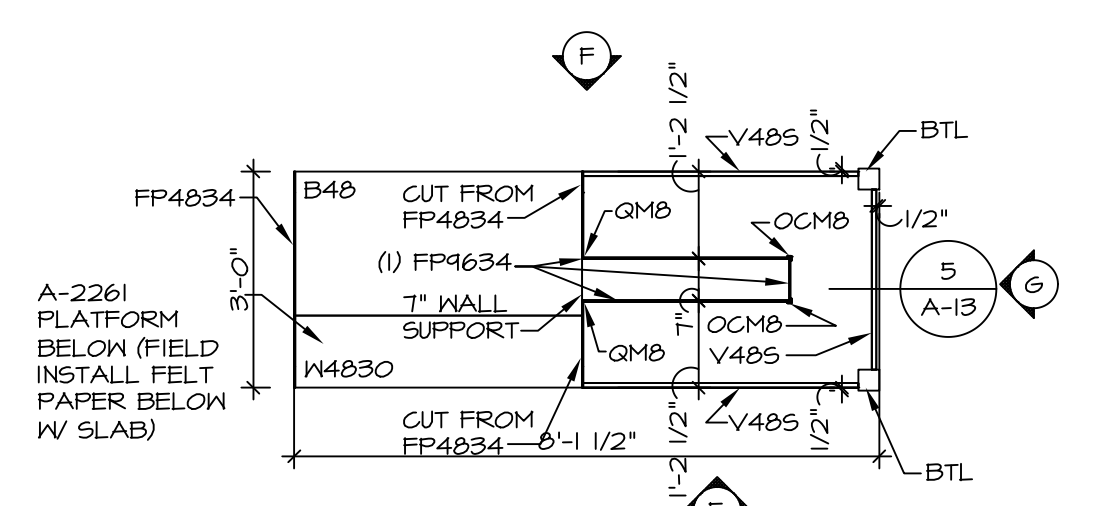 F
1'-2 1/2"
V48S
1/2"
BTL
FP4834
B48
CUT FROM
FP4834
QM8
OCM8
1/2"
(1) FP9634
3'-0"
5
A-13
G
A-2261
PLATFORM
BELOW (FIELD
INSTALL FELT
PAPER BELOW
W/ SLAB)
7" WALL
SUPPORT
7"
OCM8
V48S
QM8
W4830
CUT FROM
FP4834
8'-1 1/2"
1'-2 1/2"
V48S
1/2"
BTL